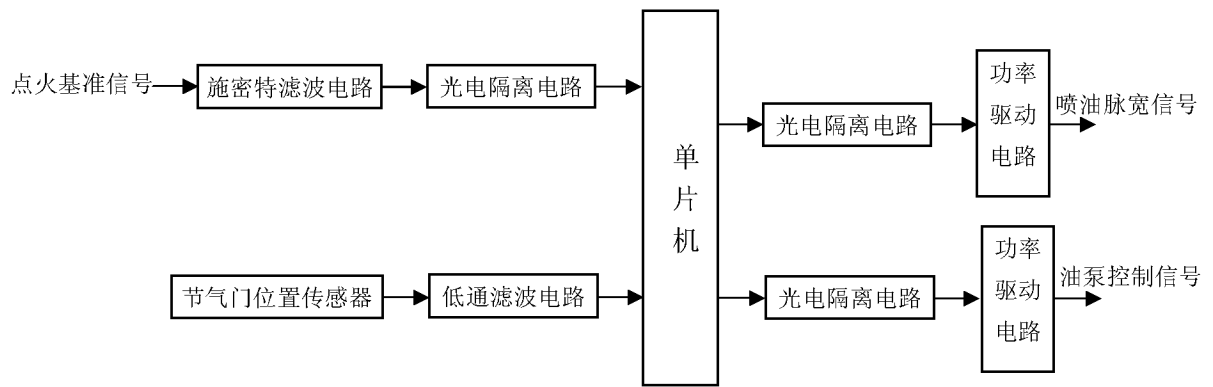 点火基准信号
施密特滤波电路
光电隔离电路
节气门位置传感器
低通滤波电路
单
片
机
光电隔离电路
功率
驱动
电路
喷油脉宽信号
光电隔离电路
功率
驱动
电路
油泵控制信号